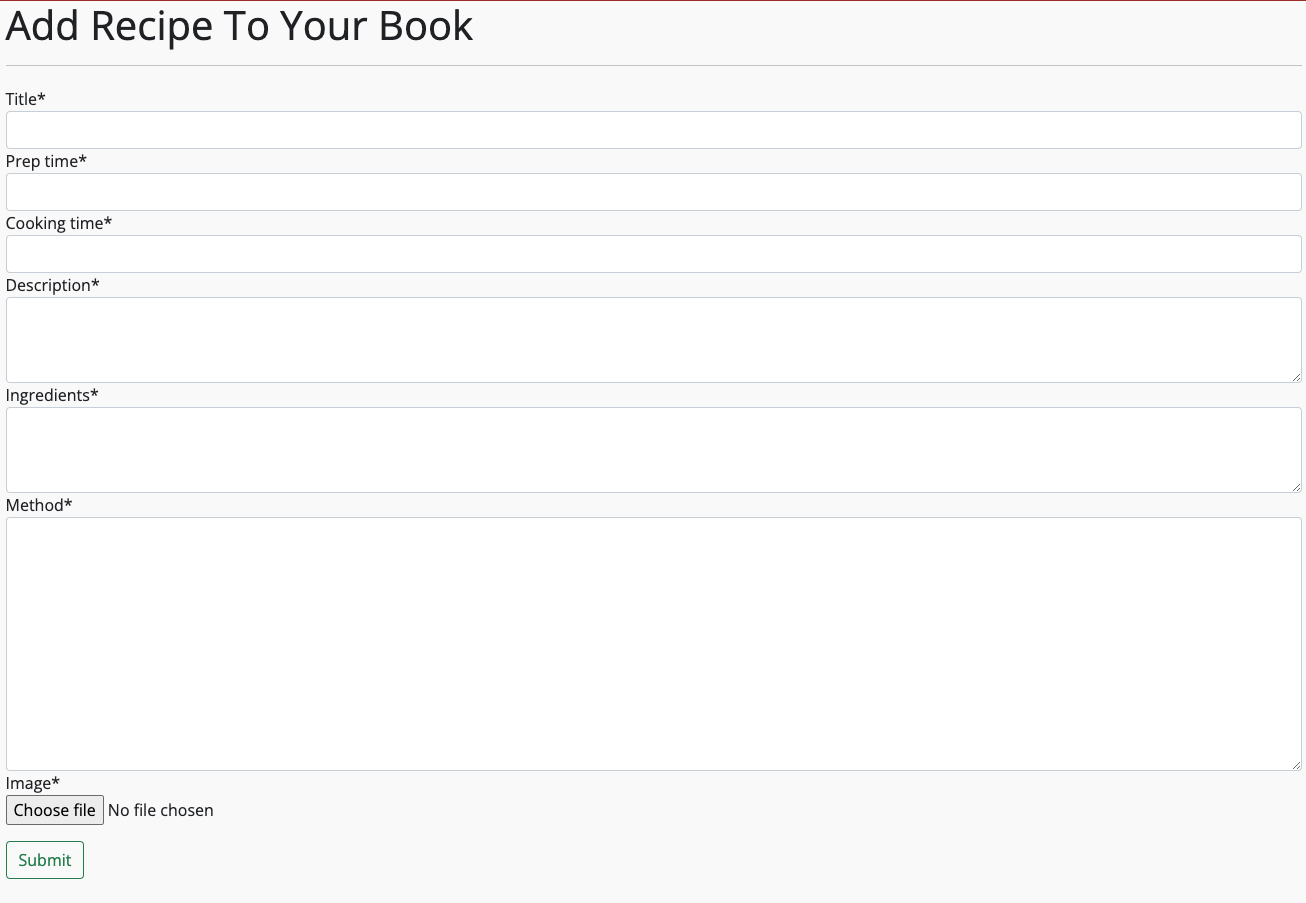 Add Recipe To Your Book
Title*
Prep time*
Cooking time*
Description*
Ingredients*
Method*
Image*
Choose file No file chosen
Submit